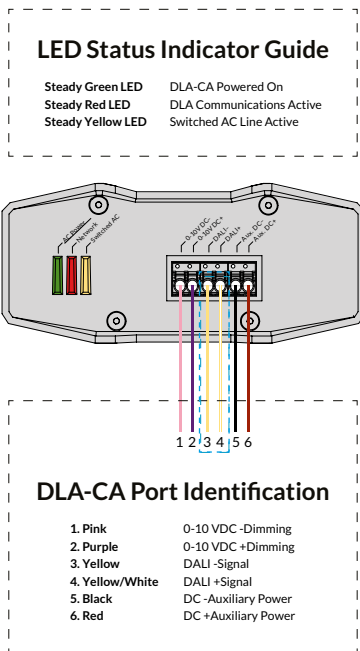 LED Status Indicator Guide
Steady Green LED DLA-CA Powered On
Steady Red LED DLA Communications Active
Steady Yellow LED Switched AC Line Active
AC Power
Network
Switched AC
0-10V DC-
0-10V DC+
DALI-
DALI+
Aux. DC-
Aux. DC+
1 2 3 4 5 6
DLA-CA Port Identification
1. Pink 0-10 VDC -Dimming
2. Purple 0-10 VDC +Dimming
3. Yellow DALI -Signal
4. Yellow/White DALI +Signal
5. Black DC -Auxiliary Power
6. Red DC +Auxiliary Power